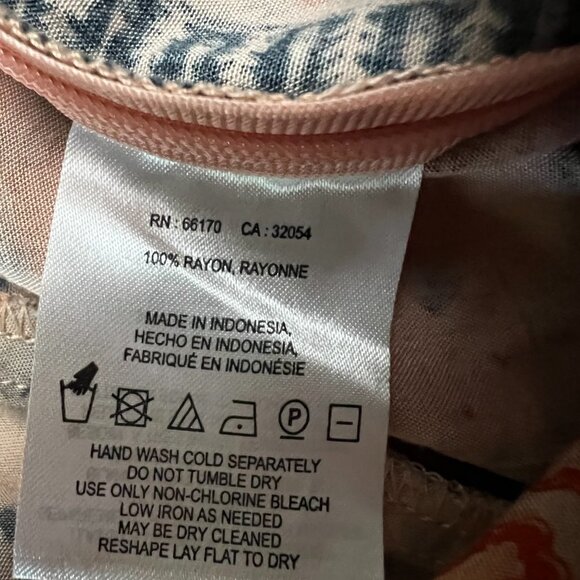 RN : 66170 CA : 32054
100% RAYON, RAYONNE
MADE IN INDONESIA,
HECHO EN INDONESIA,
FABRIQUÉ EN INDONÉSIE
P
HAND WASH COLD SEPARATELY
DO NOT TUMBLE DRY
USE ONLY NON-CHLORINE BLEACH
LOW IRON AS NEEDED
MAY BE DRY CLEANED
RESHAPE LAY FLAT TO DRY